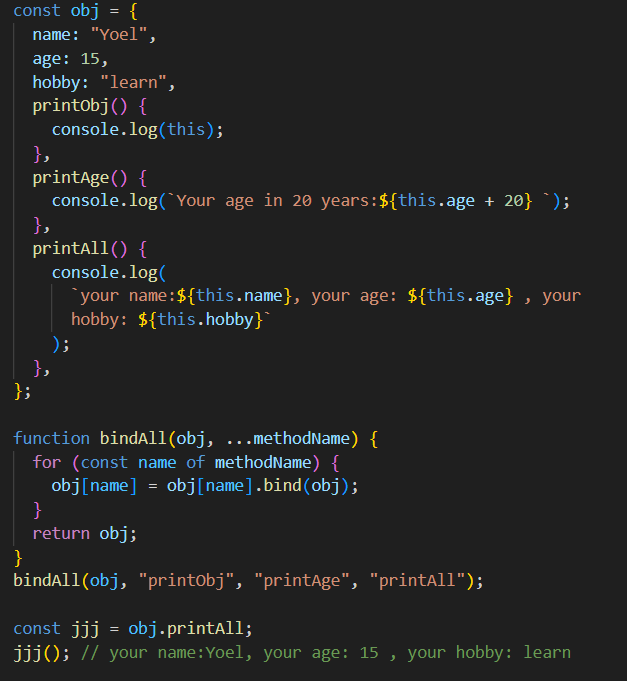 const obj = {
  name: "Yoel",
  age: 15,
  hobby: "learn",
  printObj() {
    console.log(this);
  },
  printAge() {
    console.log(`Your age in 20 years:${this.age + 20} `);
  },
  printAll() {
    console.log(
      `your name:${this.name}, your age: ${this.age} , your
      hobby: ${this.hobby}`
    );
  },
};

function bindAll(obj, ...methodName) {
  for (const name of methodName) {
    obj[name] = obj[name].bind(obj);
  }
  return obj;
}
bindAll(obj, "printObj", "printAge", "printAll");

const jjj = obj.printAll;
jjj(); // your name:Yoel, your age: 15 , your hobby: learn